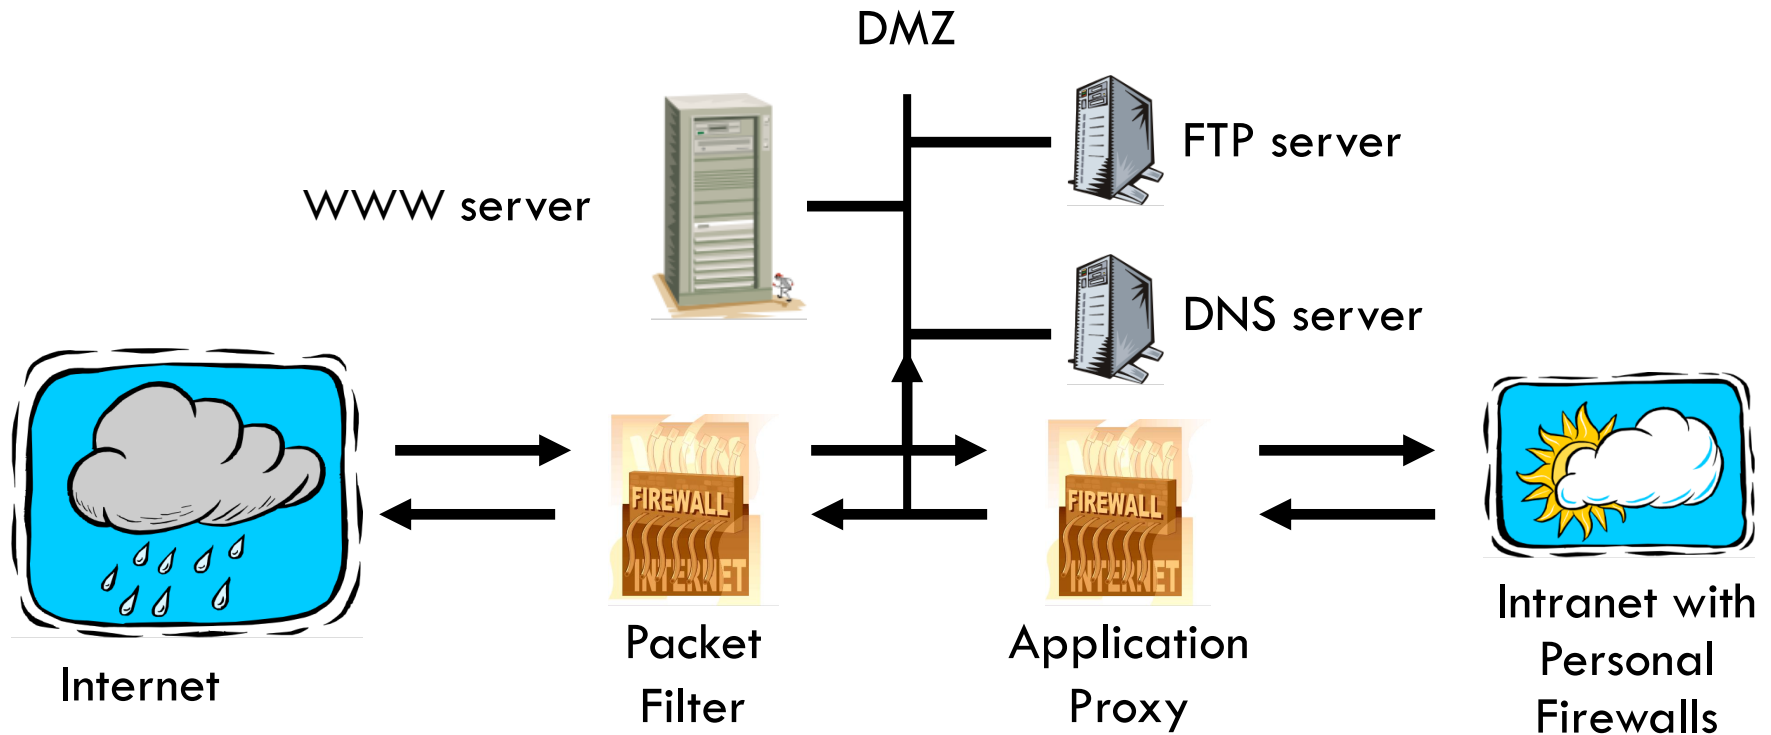 DMZ
FTP server
WWW server
DNS server
FIREWALL
INTERNET
FIREWALL
INTERNET
Internet
Packet
Filter
Application
Proxy
Intranet with
Personal
Firewalls